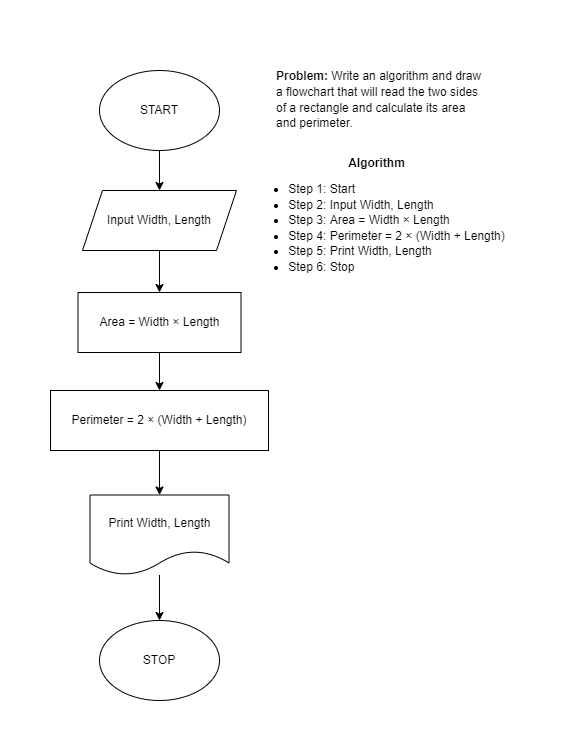 START
Input Width, Length
Area = Width × Length
Perimeter = 2 × (Width + Length)
Print Width, Length
STOP
Problem: Write an algorithm and draw
a flowchart that will read the two sides
of a rectangle and calculate its area
and perimeter.
Algorithm
• Step 1: Start
• Step 2: Input Width, Length
• Step 3: Area = Width × Length
• Step 4: Perimeter = 2 × (Width + Length)
• Step 5: Print Width, Length
• Step 6: Stop